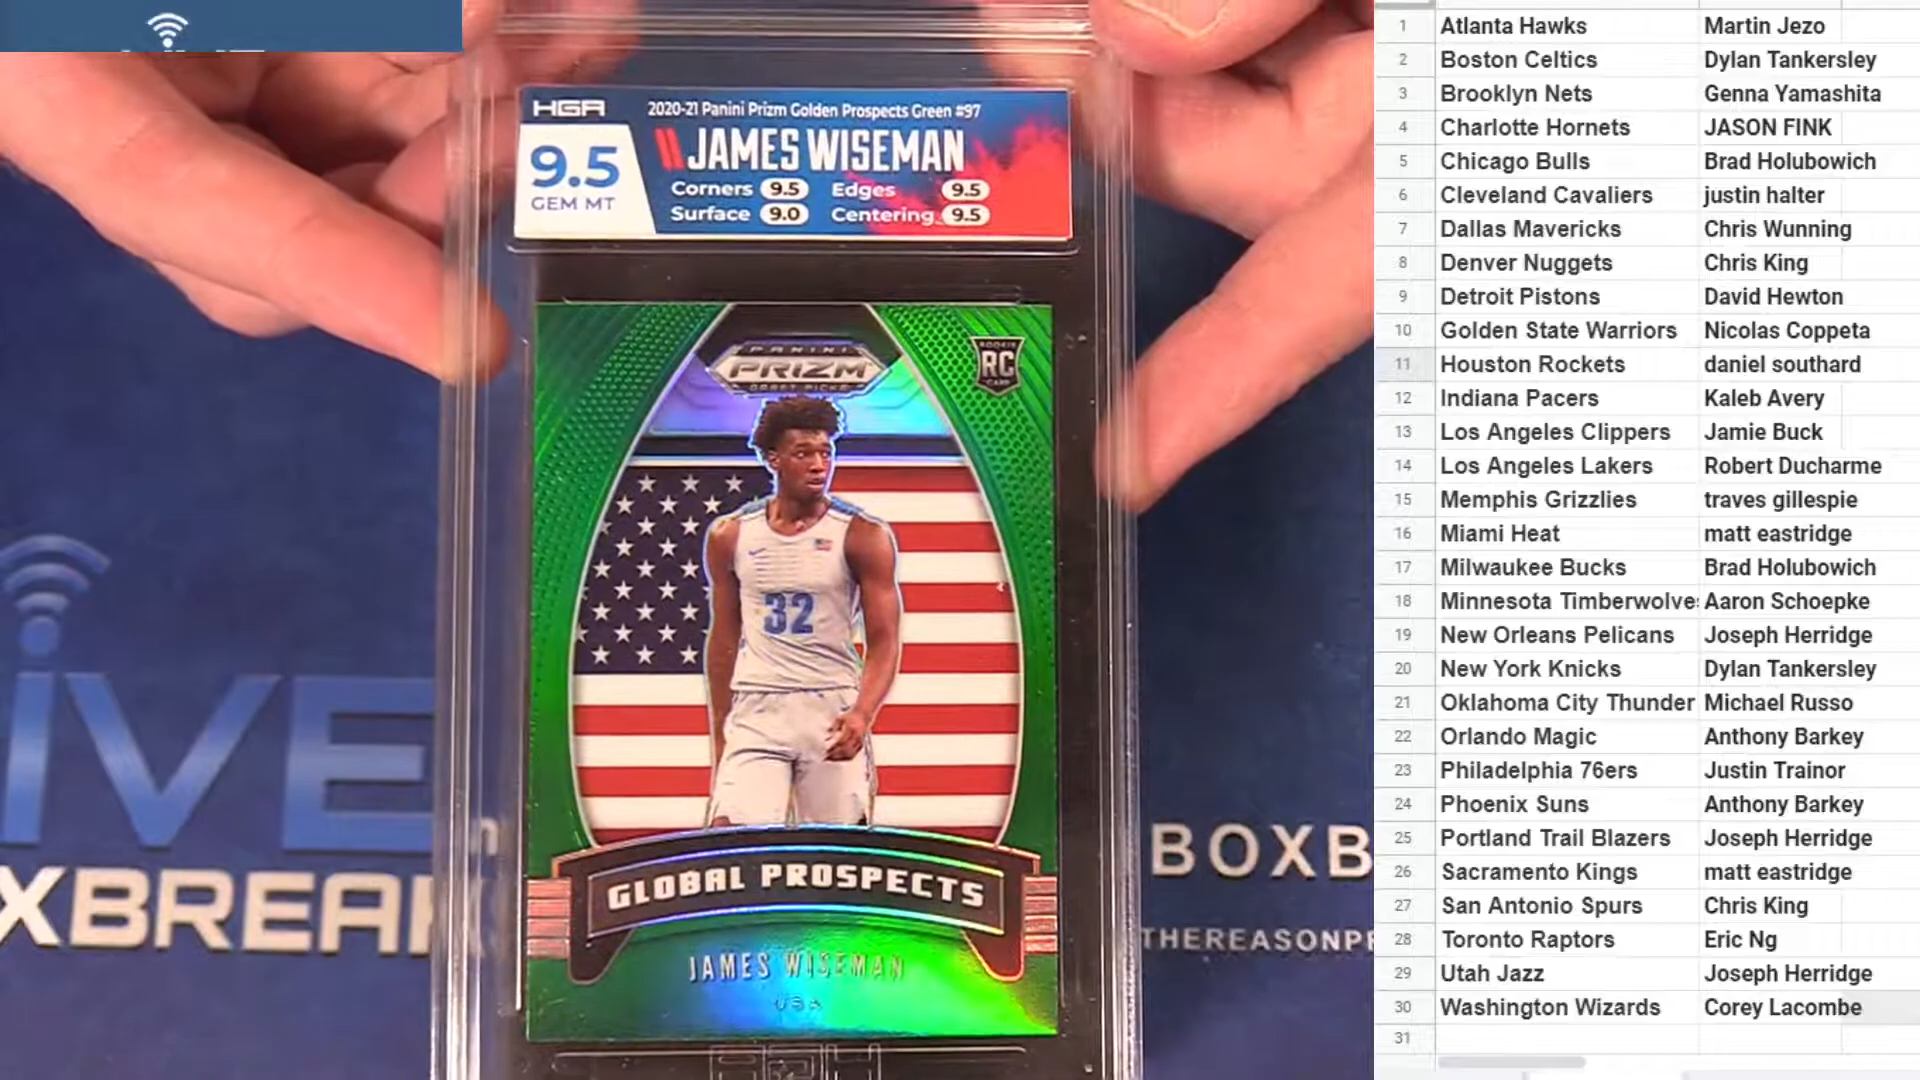 HGA
2020-21 Panini Prizm Golden Prospects Green #97
JAMES WISEMAN
9.5
GEM MT
Corners 9.5 Edges 9.5
Surface 9.0 Centering 9.5
PANINI
PRIZM
DRAFT PICKS
ROOKIE
RC
CARD
32
GLOBAL PROSPECTS
JAMES WISEMAN
USA
iVE
XBREA
BOXB
THEREASONP
1 Atlanta Hawks Martin Jezo
2 Boston Celtics Dylan Tankersley
3 Brooklyn Nets Genna Yamashita
4 Charlotte Hornets JASON FINK
5 Chicago Bulls Brad Holubowich
6 Cleveland Cavaliers justin halter
7 Dallas Mavericks Chris Wunning
8 Denver Nuggets Chris King
9 Detroit Pistons David Hewton
10 Golden State Warriors Nicolas Coppeta
11 Houston Rockets daniel southard
12 Indiana Pacers Kaleb Avery
13 Los Angeles Clippers Jamie Buck
14 Los Angeles Lakers Robert Ducharme
15 Memphis Grizzlies traves gillespie
16 Miami Heat matt eastridge
17 Milwaukee Bucks Brad Holubowich
18 Minnesota Timberwolve Aaron Schoepke
19 New Orleans Pelicans Joseph Herridge
20 New York Knicks Dylan Tankersley
21 Oklahoma City Thunder Michael Russo
22 Orlando Magic Anthony Barkey
23 Philadelphia 76ers Justin Trainor
24 Phoenix Suns Anthony Barkey
25 Portland Trail Blazers Joseph Herridge
26 Sacramento Kings matt eastridge
27 San Antonio Spurs Chris King
28 Toronto Raptors Eric Ng
29 Utah Jazz Joseph Herridge
30 Washington Wizards Corey Lacombe
31